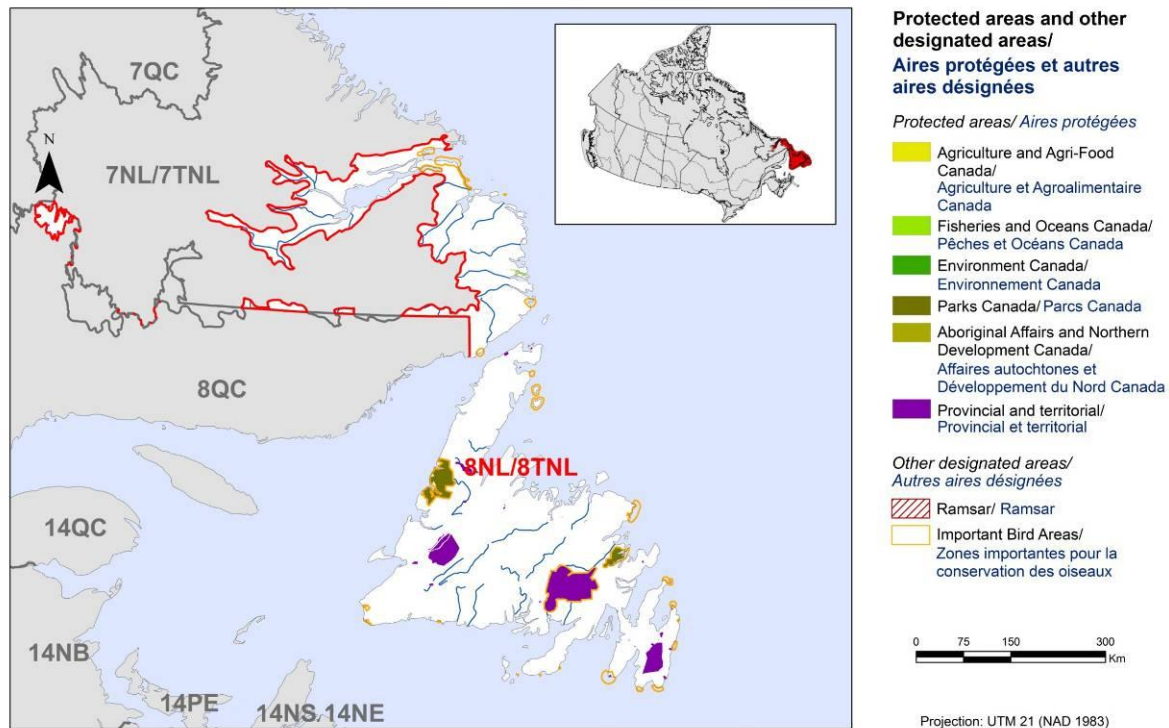 7QC
N
7NL/7TNL
8QC
8NL/8TNL
14QC
14NB
14PE
14NS 14NE
Protected areas and other
designated areas/
Aires protégées et autres
aires désignées
Protected areas/ Aires protégées
Agriculture and Agri-Food
Canada/
Agriculture et Agroalimentaire
Canada
Fisheries and Oceans Canada/
Pêches et Océans Canada
Environment Canada/
Environnement Canada
Parks Canada/ Parcs Canada
Aboriginal Affairs and Northern
Development Canada/
Affaires autochtones et
Développement du Nord Canada
Provincial and territorial/
Provincial et territorial
Other designated areas/
Autres aires désignées
Ramsar/ Ramsar
Important Bird Areas/
Zones importantes pour la
conservation des oiseaux
0 75 150 300
Km
Projection: UTM 21 (NAD 1983)